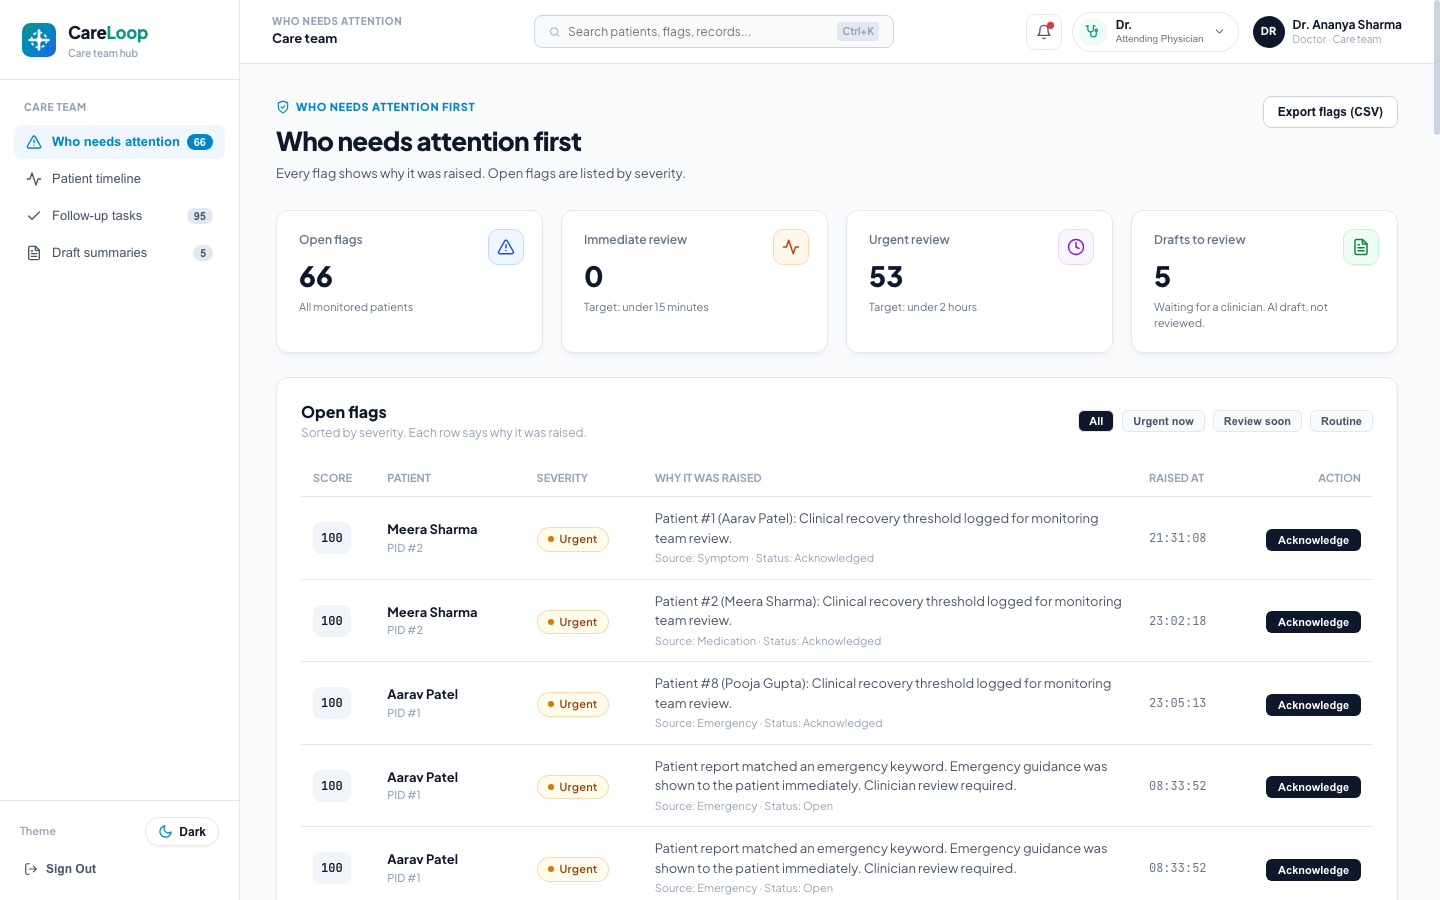 CareLoop
Care team hub
CARE TEAM
Who needs attention 66
Patient timeline
Follow-up tasks 95
Draft summaries 5
Theme
Dark
Sign Out
WHO NEEDS ATTENTION
Care team
Search patients, flags, records... Ctrl+K
Dr.
Attending Physician
DR
Dr. Ananya Sharma
Doctor · Care team
WHO NEEDS ATTENTION FIRST
Who needs attention first
Every flag shows why it was raised. Open flags are listed by severity.
Export flags (CSV)
Open flags
66
All monitored patients
Immediate review
0
Target: under 15 minutes
Urgent review
53
Target: under 2 hours
Drafts to review
5
Waiting for a clinician. AI draft, not
reviewed.
Open flags
Sorted by severity. Each row says why it was raised.
All Urgent now Review soon Routine
SCORE PATIENT SEVERITY WHY IT WAS RAISED RAISED AT ACTION
100
Meera Sharma
PID #2
Urgent
Patient #1 (Aarav Patel): Clinical recovery threshold logged for monitoring
team review.
Source: Symptom · Status: Acknowledged
21:31:08
Acknowledge
100
Meera Sharma
PID #2
Urgent
Patient #2 (Meera Sharma): Clinical recovery threshold logged for monitoring
team review.
Source: Medication · Status: Acknowledged
23:02:18
Acknowledge
100
Aarav Patel
PID #1
Urgent
Patient #8 (Pooja Gupta): Clinical recovery threshold logged for monitoring
team review.
Source: Emergency · Status: Acknowledged
23:05:13
Acknowledge
100
Aarav Patel
PID #1
Urgent
Patient report matched an emergency keyword. Emergency guidance was
shown to the patient immediately. Clinician review required.
Source: Emergency · Status: Open
08:33:52
Acknowledge
100
Aarav Patel
PID #1
Urgent
Patient report matched an emergency keyword. Emergency guidance was
shown to the patient immediately. Clinician review required.
Source: Emergency · Status: Open
08:33:52
Acknowledge